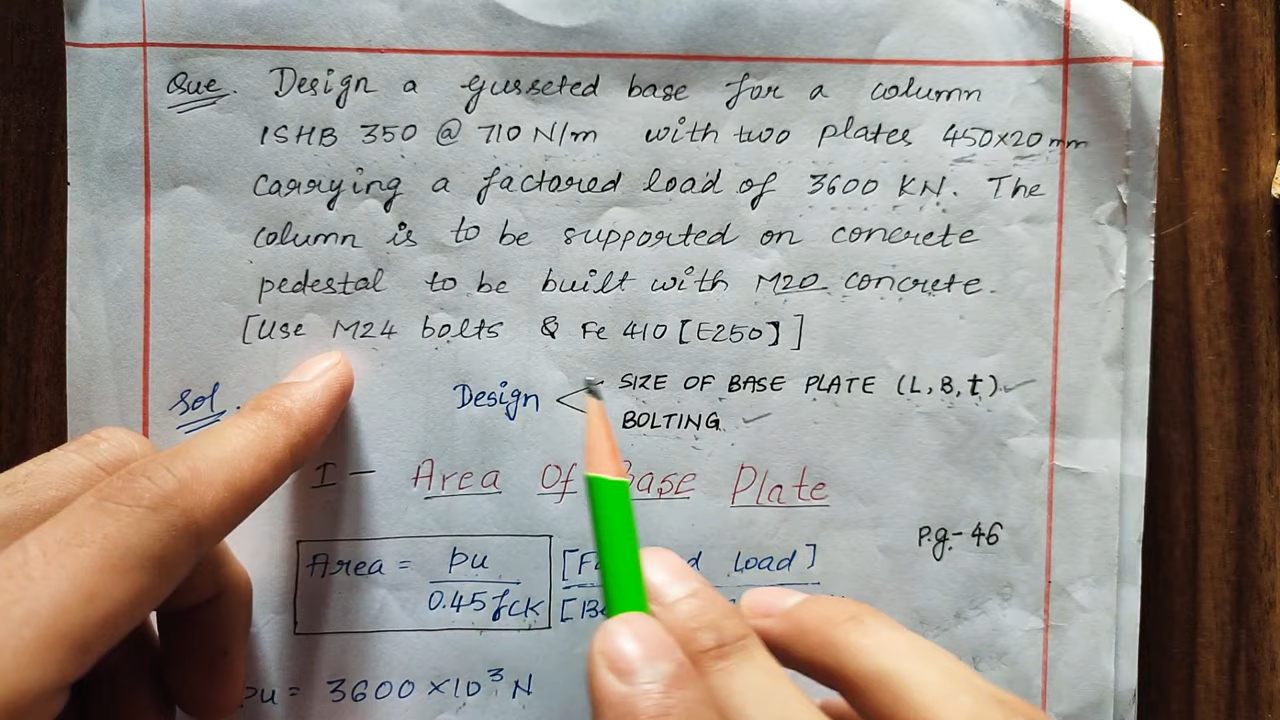 Que. Design a gusseted base for a column
ISHB 350 @ 710 N/m with two plates 450x20 mm
carrying a factored load of 3600 KN. The
column is to be supported on concrete
pedestal to be built with M20 concrete.
[Use M24 bolts & Fe 410 [E250] ]
Sol. Design < SIZE OF BASE PLATE (L, B, t)
BOLTING
I - Area Of Base Plate
P.g.- 46
Area = Pu / 0.45 fCK
Load]
Pu = 3600 x 10³ N